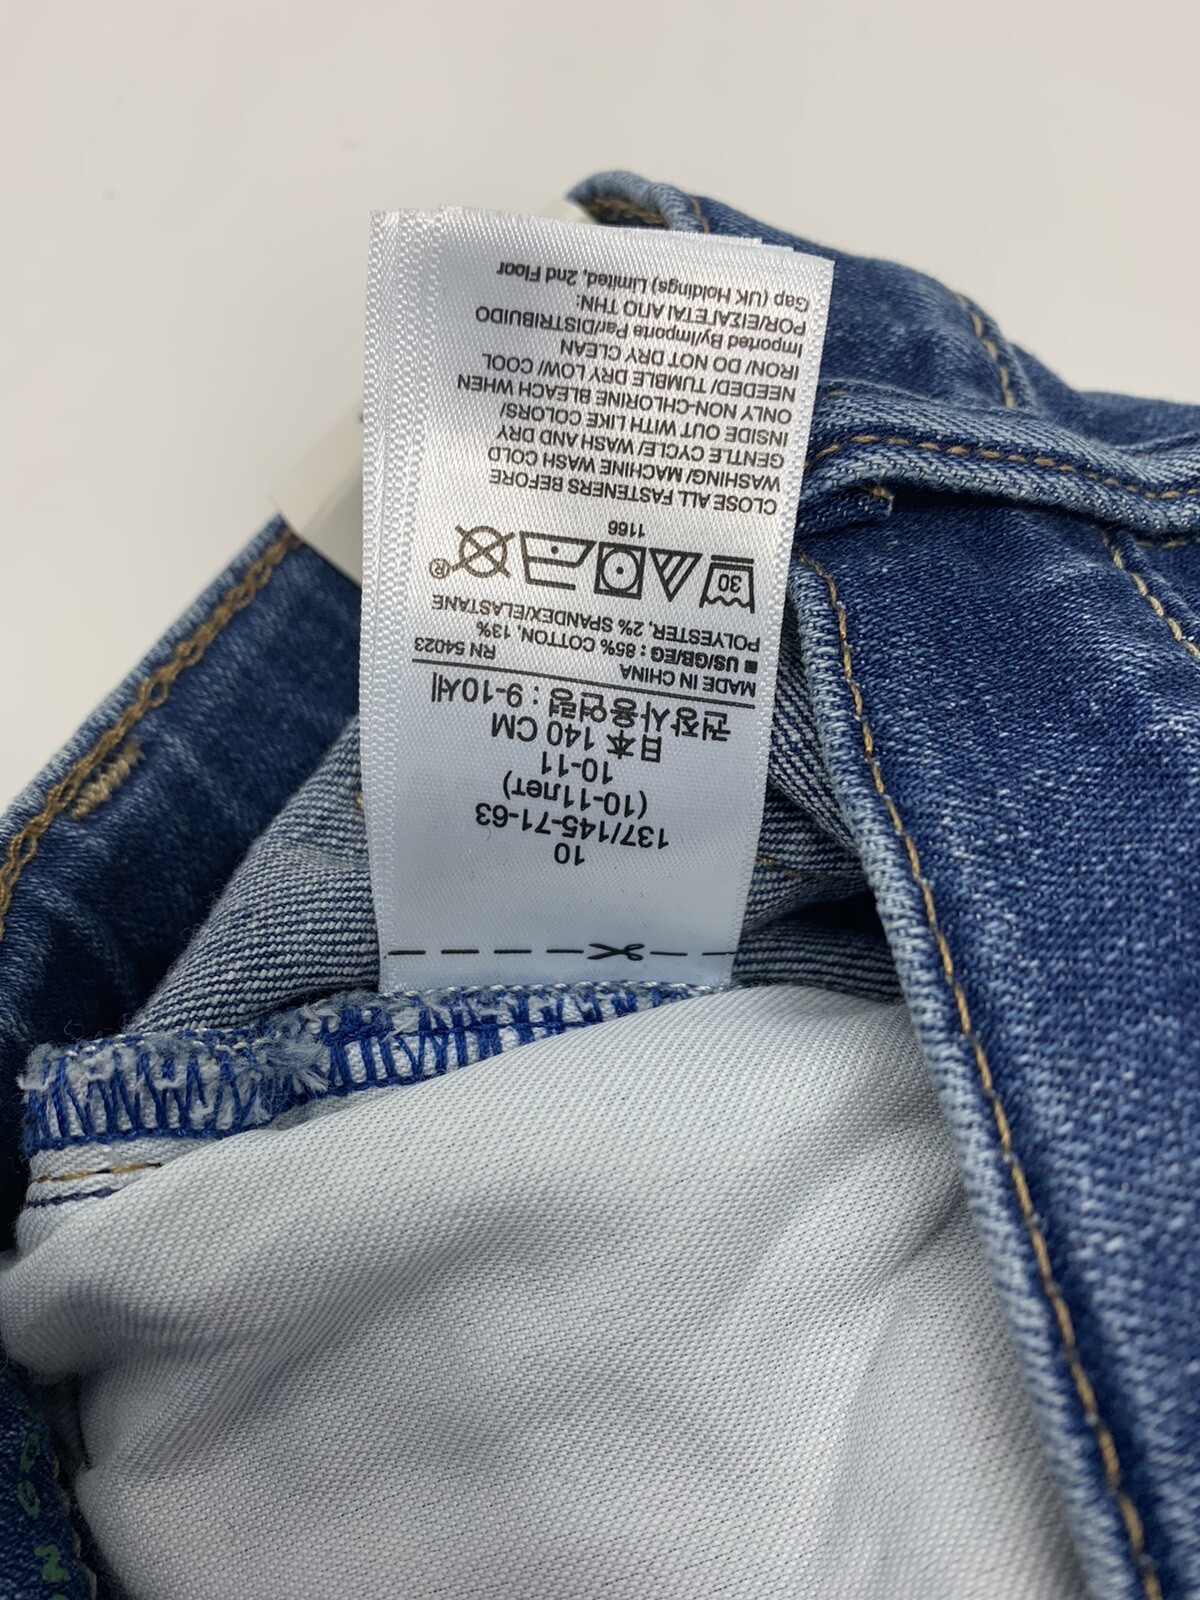 10
137/145-71-63
(10-11лет)
10-11
日本 140 CM
권장사용연령 : 9-10세
MADE IN CHINA
RN 54023
■ US/GB/EG : 85% COTTON, 13%
POLYESTER, 2% SPANDEX/ELASTANE
30
®
1166
CLOSE ALL FASTENERS BEFORE
WASHING/ MACHINE WASH COLD
GENTLE CYCLE/ WASH AND DRY
INSIDE OUT WITH LIKE COLORS/
ONLY NON-CHLORINE BLEACH WHEN
NEEDED/ TUMBLE DRY LOW/ COOL
IRON/ DO NOT DRY CLEAN
Imported By/Importe Par/DISTRIBUIDO
POR/ΕΙΣΑΓΕΤΑΙ ΑΠΟ ΤΗΝ:
Gap (UK Holdings) Limited, 2nd Floor